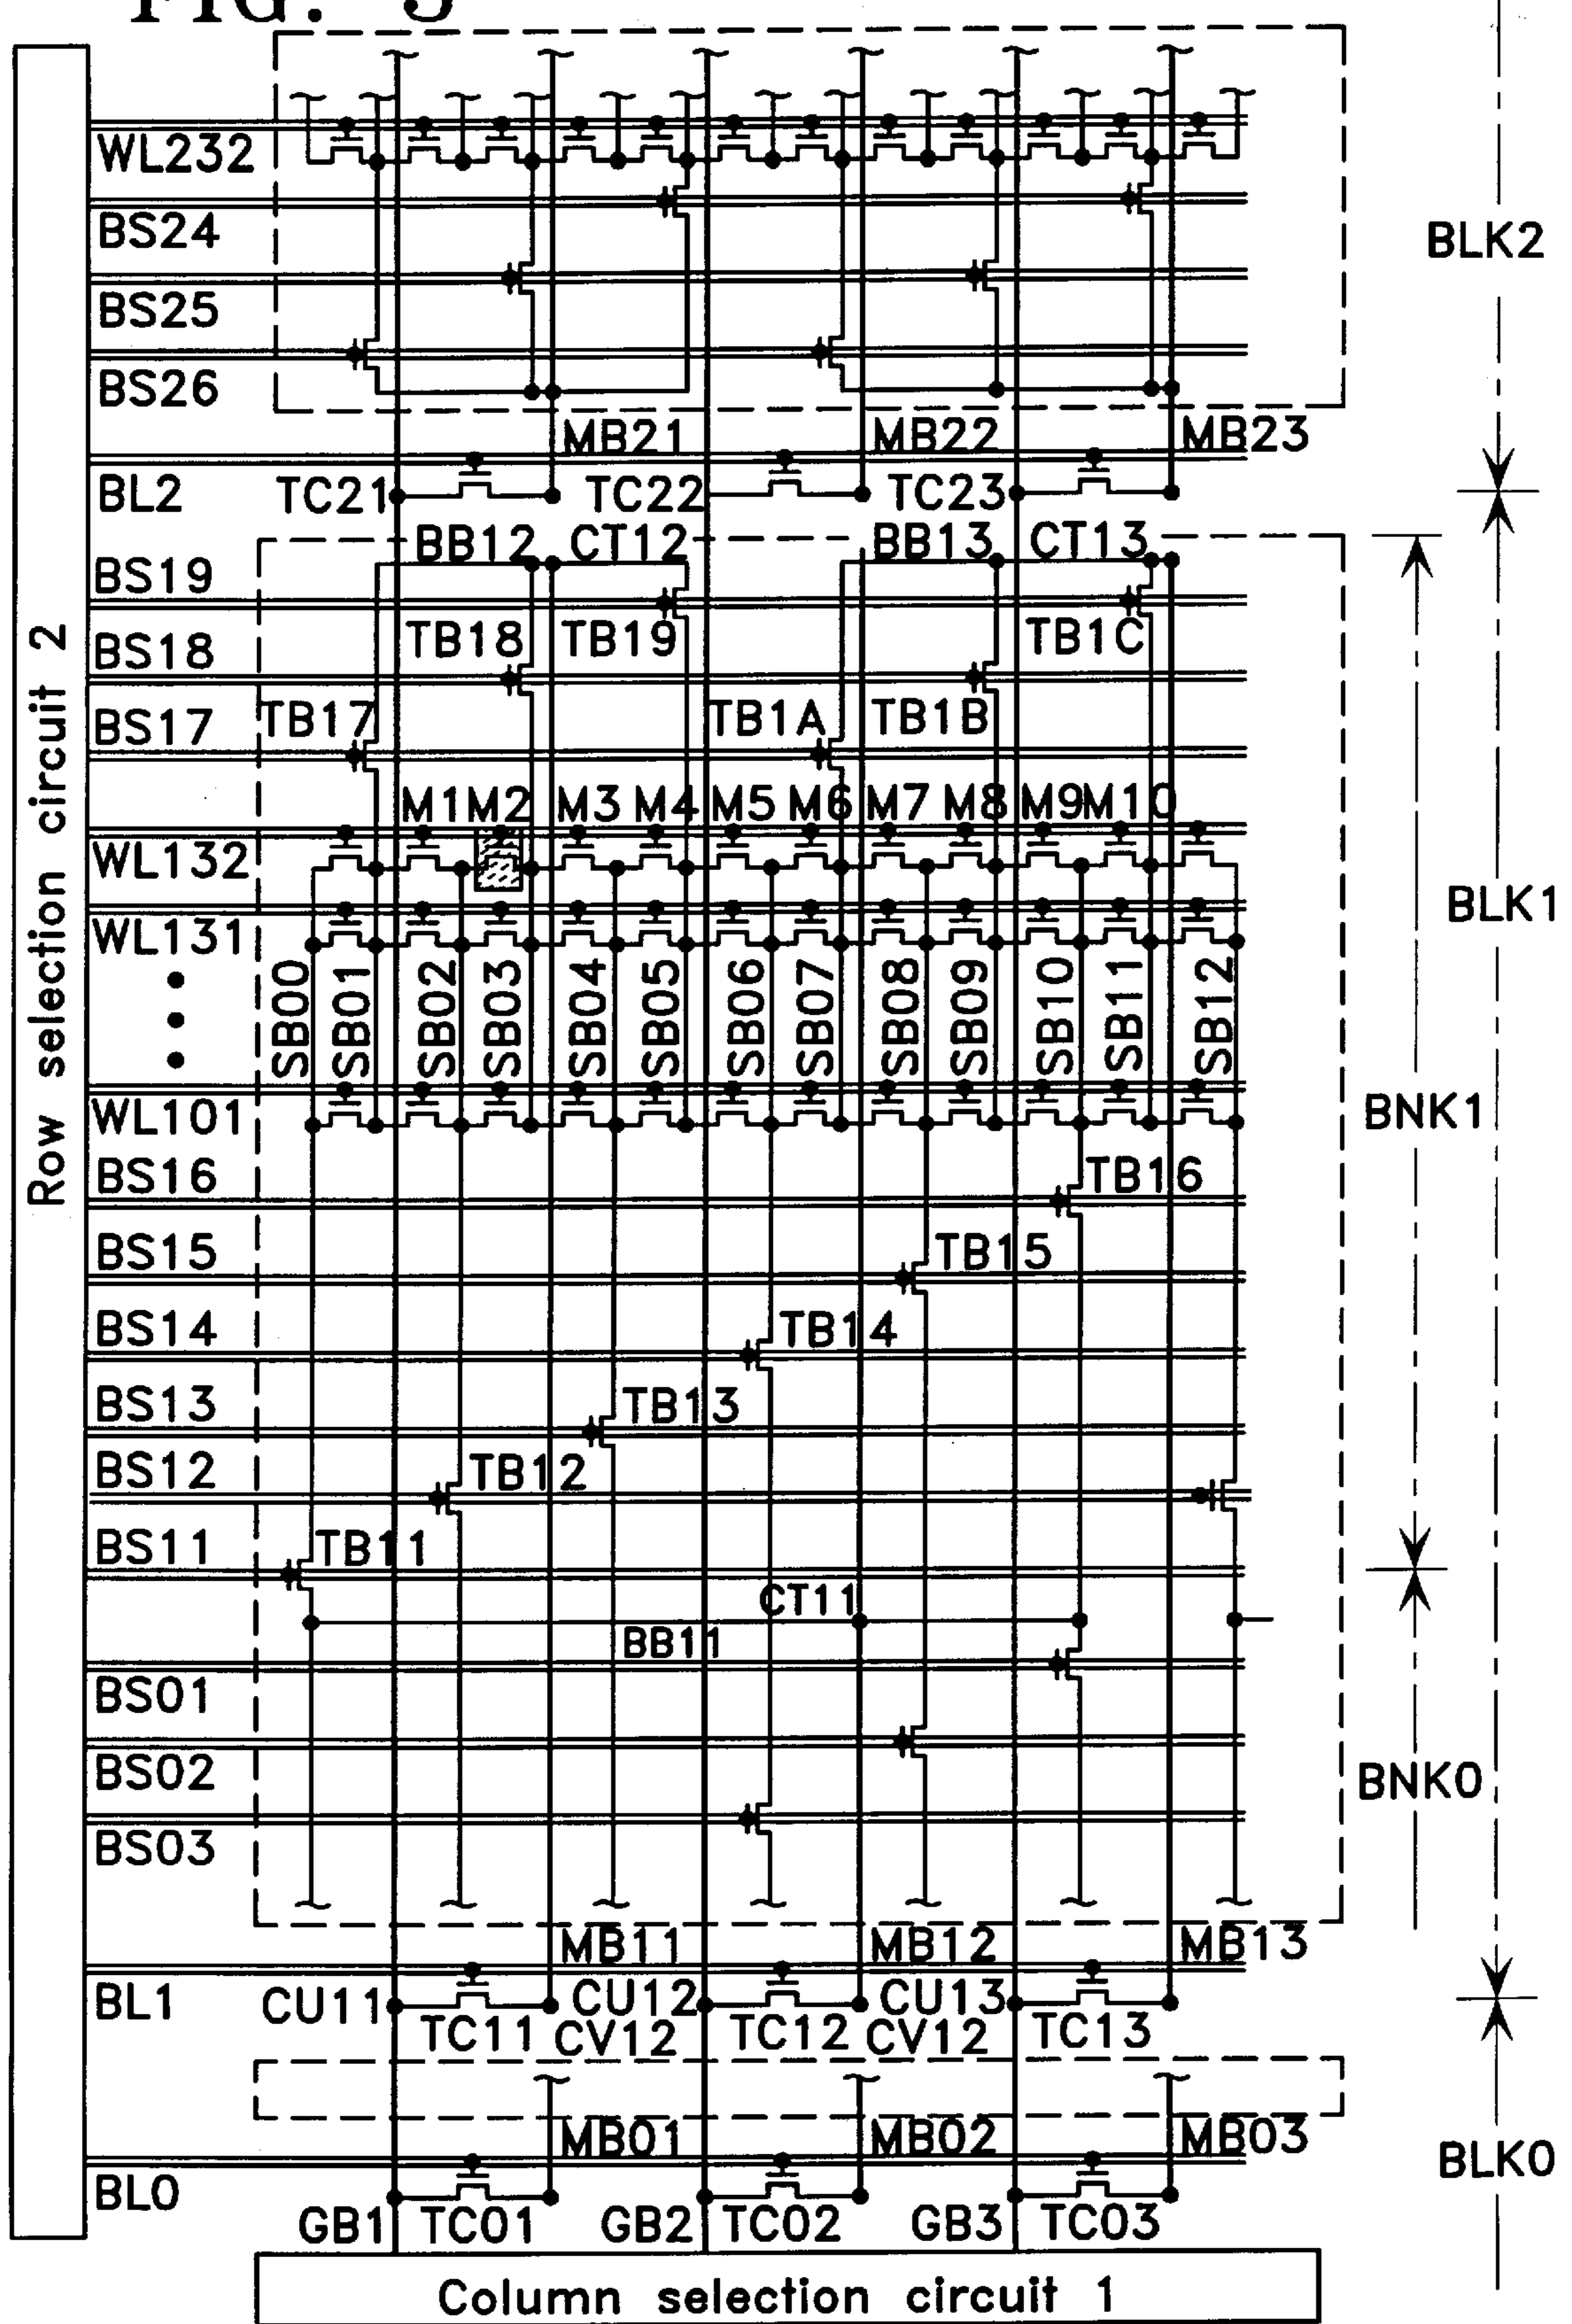 FIG. 3
WL232
BS24
BLK2
BS25
BS26
MB21 MB22 MB23
BL2 TC21 TC22 TC23
BB12 CT12 BB13 CT13
BS19
TB18 TB19 TB1C
BS18
BS17 TB17 TB1A TB1B
M1 M2 M3 M4 M5 M6 M7 M8 M9 M10
WL132
BLK1
WL131
SB00 SB01 SB02 SB03 SB04 SB05 SB06 SB07 SB08 SB09 SB10 SB11 SB12
Row selection circuit 2
WL101
BNK1
BS16 TB16
BS15 TB15
BS14 TB14
BS13 TB13
BS12 TB12
BS11 TB11
CT11
BB11
BS01
BS02
BNK0
BS03
MB11 MB12 MB13
BL1 CU11 CU12 CU13
TC11 CV12 TC12 CV12 TC13
MB01 MB02 MB03
BLK0
BL0
GB1 TC01 GB2 TC02 GB3 TC03
Column selection circuit 1